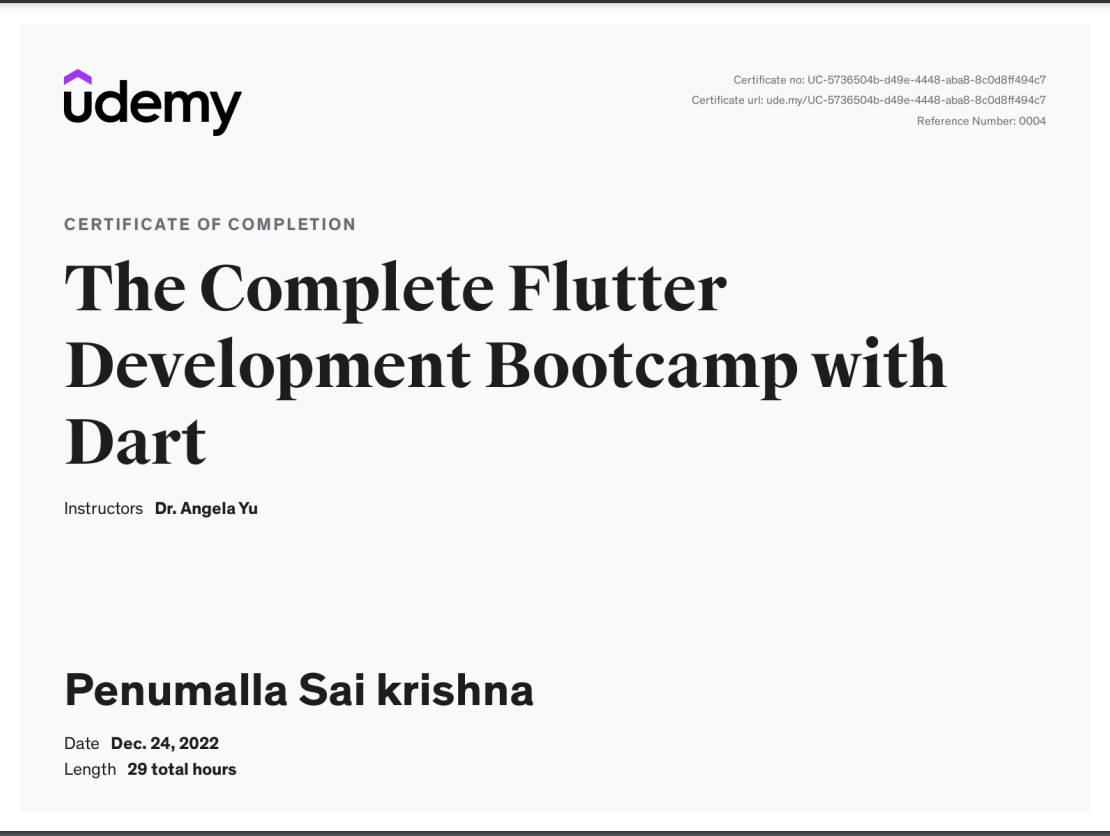 udemy
Certificate no: UC-5736504b-d49e-4448-aba8-8c0d8ff494c7
Certificate url: ude.my/UC-5736504b-d49e-4448-aba8-8c0d8ff494c7
Reference Number: 0004
CERTIFICATE OF COMPLETION
The Complete Flutter
Development Bootcamp with
Dart
Instructors Dr. Angela Yu
Penumalla Sai krishna
Date Dec. 24, 2022
Length 29 total hours